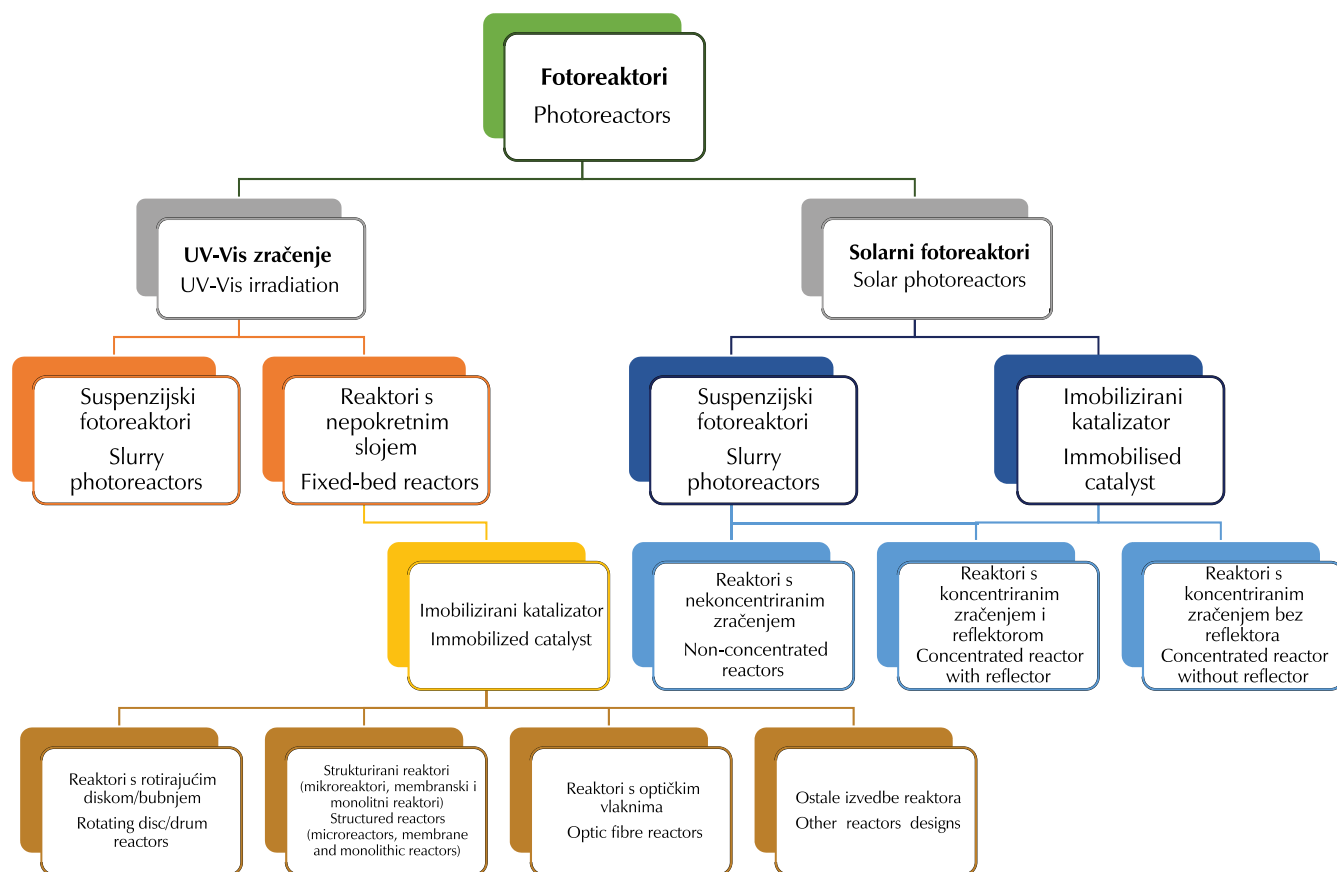 Fotoreaktori
Photoreactors
UV-Vis zračenje
UV-Vis irradiation
Solarni fotoreaktori
Solar photoreactors
Suspenzijski
fotoreaktori
Slurry
photoreactors
Reaktori s
nepokretnim
slojem
Fixed-bed reactors
Suspenzijski
fotoreaktori
Slurry
photoreactors
Imobilizirani
katalizator
Immobilised
catalyst
Imobilizirani katalizator
Immobilized catalyst
Reaktori s
nekoncentriranim
zračenjem
Non-concentrated
reactors
Reaktori s
koncentriranim
zračenjem i
reflektorom
Concentrated reactor
with reflector
Reaktori s
koncentriranim
zračenjem bez
reflektora
Concentrated reactor
without reflector
Reaktori s rotirajućim
diskom/bubnjem
Rotating disc/drum
reactors
Strukturirani reaktori
(mikroreaktori, membranski i
monolitni reaktori)
Structured reactors
(microreactors, membrane
and monolithic reactors)
Reaktori s optičkim
vlaknima
Optic fibre reactors
Ostale izvedbe reaktora
Other reactors designs